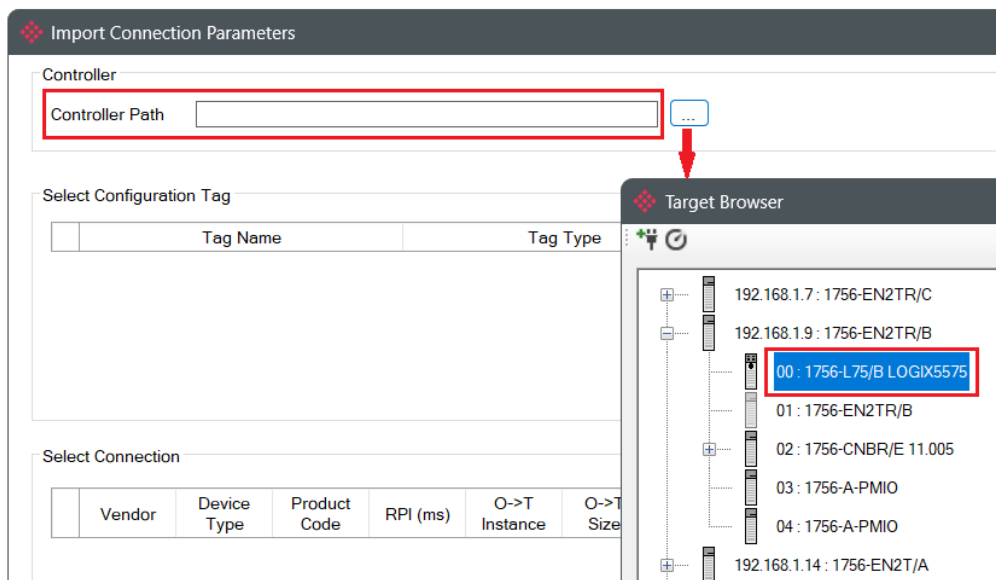 Import Connection Parameters
Controller
Controller Path
...
Select Configuration Tag
Tag Name Tag Type
Target Browser
192.168.1.7 : 1756-EN2TR/C
192.168.1.9 : 1756-EN2TR/B
00 : 1756-L75/B LOGIX5575
01 : 1756-EN2TR/B
02 : 1756-CNBR/E 11.005
03 : 1756-A-PMIO
04 : 1756-A-PMIO
192.168.1.14 : 1756-EN2T/A
Select Connection
Vendor Device Type Product Code RPI (ms) O->T Instance O->T Size